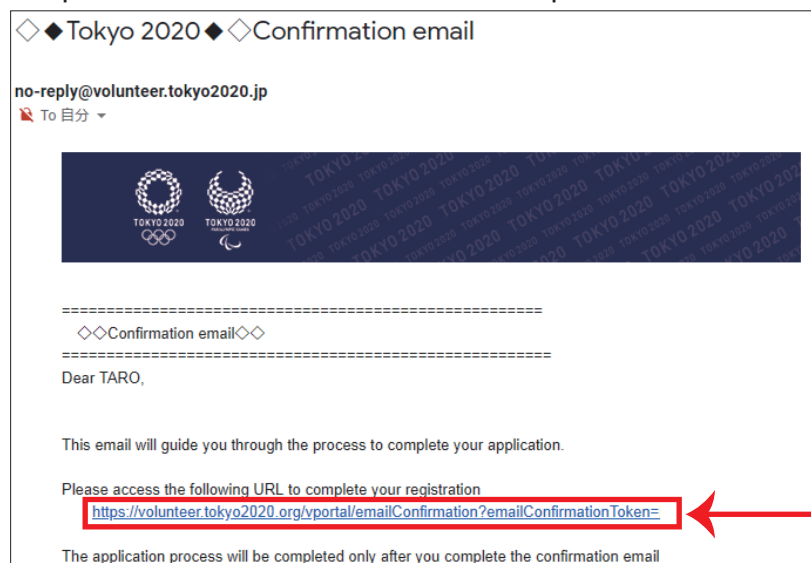 ◇◆Tokyo 2020◆◇Confirmation email
no-reply@volunteer.tokyo2020.jp
To 自分
TOKYO 2020
TOKYO 2020
PARALYMPIC GAMES
======================================================
◇◇Confirmation email◇◇
=======================================================
Dear TARO,
This email will guide you through the process to complete your application.
Please access the following URL to complete your registration
https://volunteer.tokyo2020.org/vportal/emailConfirmation?emailConfirmationToken=
The application process will be completed only after you complete the confirmation email